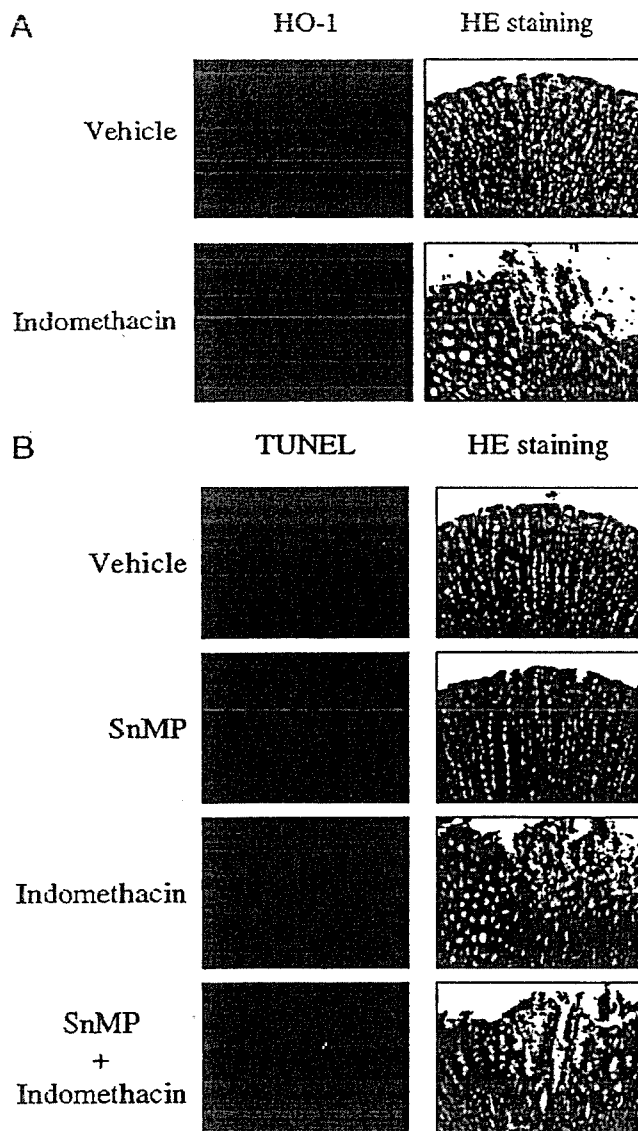 A
HO-1 HE staining
Vehicle
Indomethacin
B
TUNEL HE staining
Vehicle
SnMP
Indomethacin
SnMP
+
Indomethacin